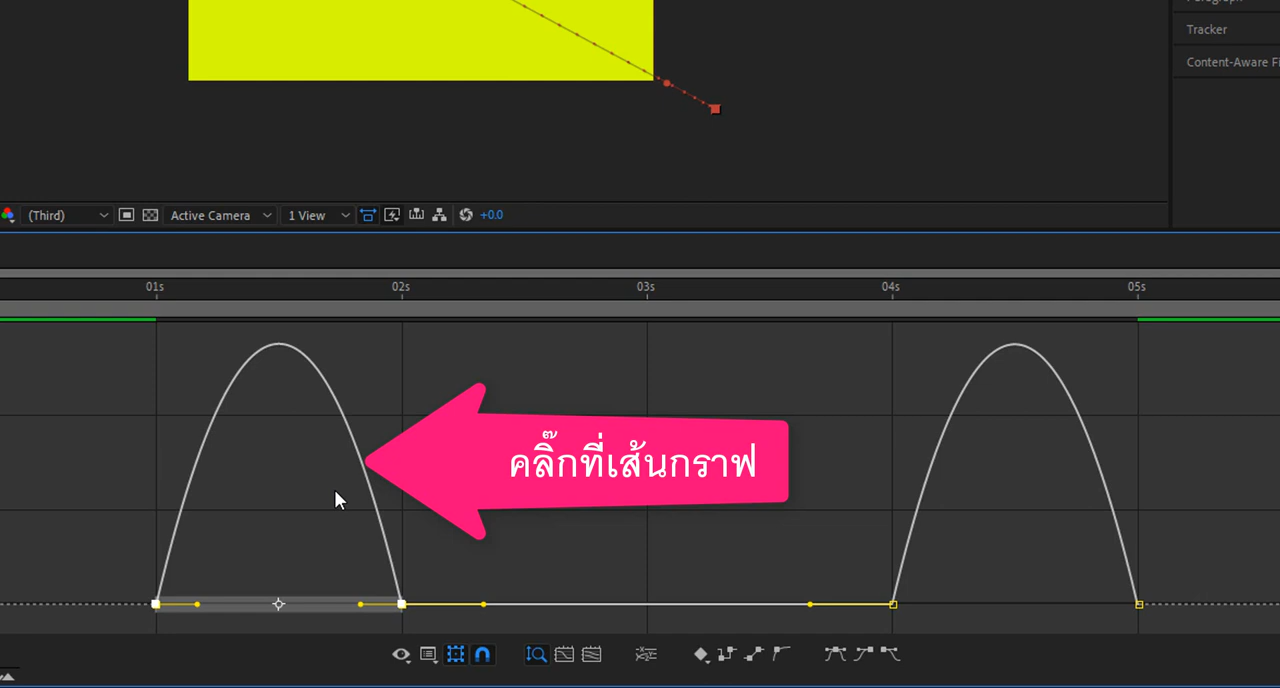 Tracker
Content-Aware Fi
(Third)
Active Camera
1 View
+0.0
01s
02s
03s
04s
05s
คลิ๊กที่เส้นกราฟ